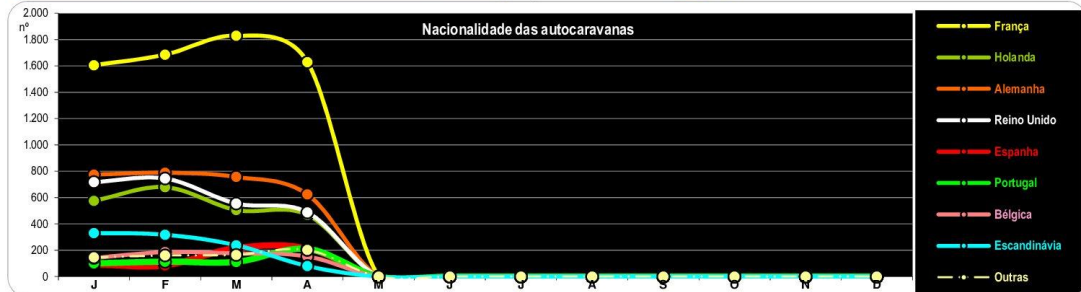 Nacionalidade das autocaravanas
nº
2.000
1.800
1.600
1.400
1.200
1.000
800
600
400
200
0
J F M A M J J A S O N D
França
Holanda
Alemanha
Reino Unido
Espanha
Portugal
Bélgica
Escandinávia
Outras